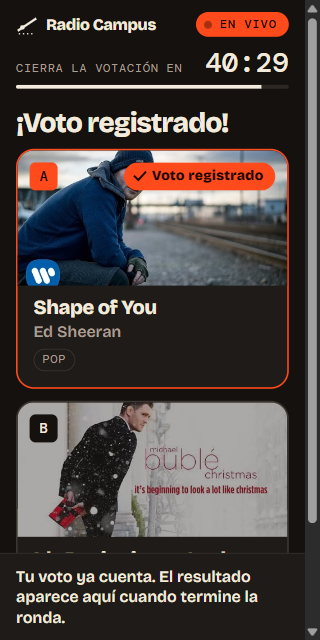 Radio Campus
EN VIVO
CIERRA LA VOTACIÓN EN
40:29
¡Voto registrado!
A
Voto registrado
Shape of You
Ed Sheeran
POP
B
michael
bublé
christmas
it's beginning to look a lot like christmas
Tu voto ya cuenta. El resultado
aparece aquí cuando termine la
ronda.